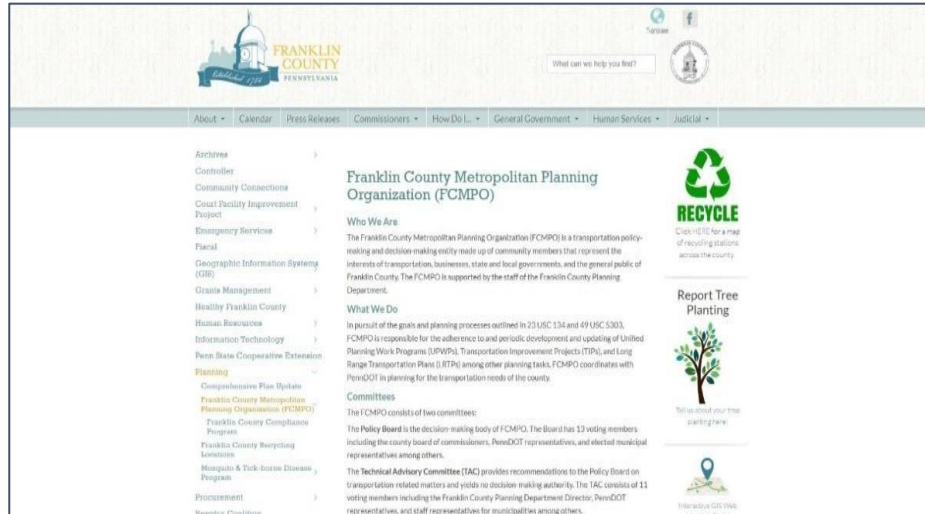 FRANKLIN
COUNTY
PENNSYLVANIA
Established 1784
Translate
What can we help you find?
FRANKLIN COUNTY
About
Calendar
Press Releases
Commissioners
How Do I...
General Government
Human Services
Judicial
Archives
Controller
Community Connections
Court Facility Improvement
Project
Emergency Services
Fiscal
Geographic Information Systems
(GIS)
Grants Management
Healthy Franklin County
Human Resources
Information Technology
Penn State Cooperative Extension
Planning
Comprehensive Plan Update
Franklin County Metropolitan
Planning Organization (FCMPO)
Franklin County Compliance
Program
Franklin County Recycling
Locations
Mosquito & Tick-borne Disease
Program
Procurement
Reentry Coalition
Franklin County Metropolitan Planning
Organization (FCMPO)
Who We Are
The Franklin County Metropolitan Planning Organization (FCMPO) is a transportation policy-
making and decision-making entity made up of community members that represent the
interests of transportation, businesses, state and local governments, and the general public of
Franklin County. The FCMPO is supported by the staff of the Franklin County Planning
Department.
What We Do
In pursuit of the goals and planning processes outlined in 23 USC 134 and 49 USC 5303,
FCMPO is responsible for the adherence to and periodic development and updating of Unified
Planning Work Programs (UPWPs), Transportation Improvement Projects (TIPs), and Long
Range Transportation Plans (LRTPs) among other planning tasks. FCMPO coordinates with
PennDOT in planning for the transportation needs of the county.
Committees
The FCMPO consists of two committees:
The Policy Board is the decision-making body of FCMPO. The Board has 13 voting members
including the county board of commissioners, PennDOT representatives, and elected municipal
representatives among others.
The Technical Advisory Committee (TAC) provides recommendations to the Policy Board on
transportation-related matters and yields no decision-making authority. The TAC consists of 11
voting members including the Franklin County Planning Department Director, PennDOT
representatives, and staff representatives for municipalities among others.
RECYCLE
Click HERE for a map
of recycling stations
across the county
Report Tree
Planting
Tell us about your tree
planting here!
Interactive GIS Web